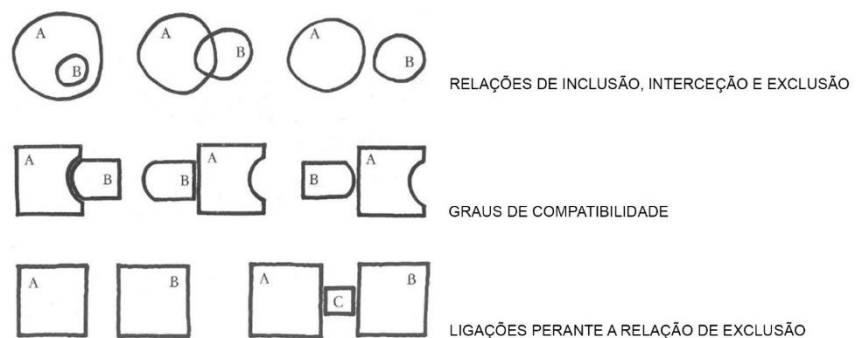 A B A B A B
RELAÇÕES DE INCLUSÃO, INTERCEÇÃO E EXCLUSÃO
A B B A B A
GRAUS DE COMPATIBILIDADE
A B A C B
LIGAÇÕES PERANTE A RELAÇÃO DE EXCLUSÃO